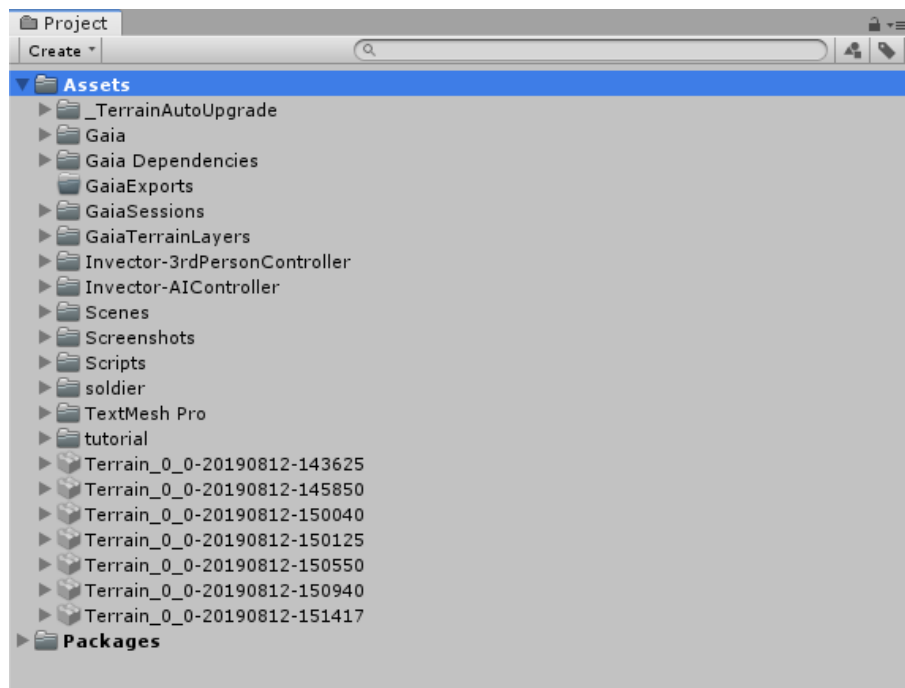 Project
Create
Assets
_TerrainAutoUpgrade
Gaia
Gaia Dependencies
GaiaExports
GaiaSessions
GaiaTerrainLayers
Invector-3rdPersonController
Invector-AIController
Scenes
Screenshots
Scripts
soldier
TextMesh Pro
tutorial
Terrain_0_0-20190812-143625
Terrain_0_0-20190812-145850
Terrain_0_0-20190812-150040
Terrain_0_0-20190812-150125
Terrain_0_0-20190812-150550
Terrain_0_0-20190812-150940
Terrain_0_0-20190812-151417
Packages